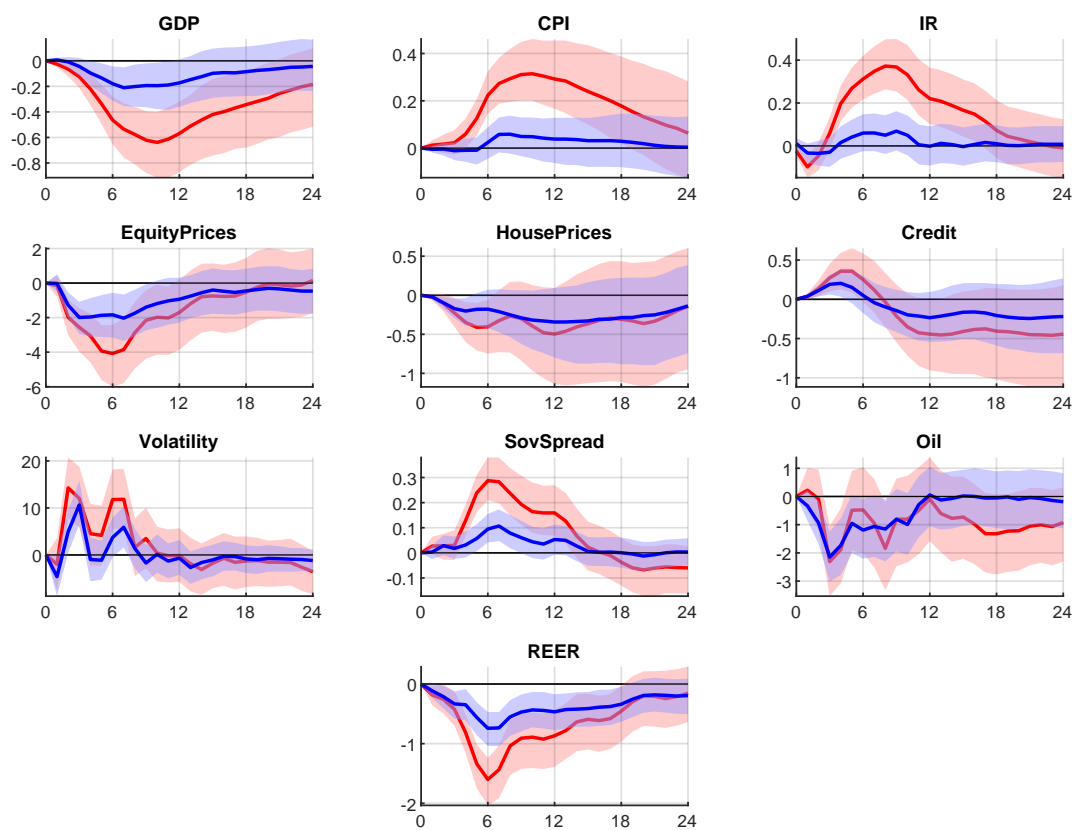 GDP
0
-0.2
-0.4
-0.6
-0.8
0 6 12 18 24
CPI
0.4
0.2
0
0 6 12 18 24
IR
0.4
0.2
0
0 6 12 18 24
EquityPrices
2
0
-2
-4
-6
0 6 12 18 24
HousePrices
0.5
0
-0.5
-1
0 6 12 18 24
Credit
0.5
0
-0.5
-1
0 6 12 18 24
Volatility
20
10
0
0 6 12 18 24
SovSpread
0.3
0.2
0.1
0
-0.1
0 6 12 18 24
Oil
1
0
-1
-2
-3
0 6 12 18 24
REER
0
-1
-2
0 6 12 18 24